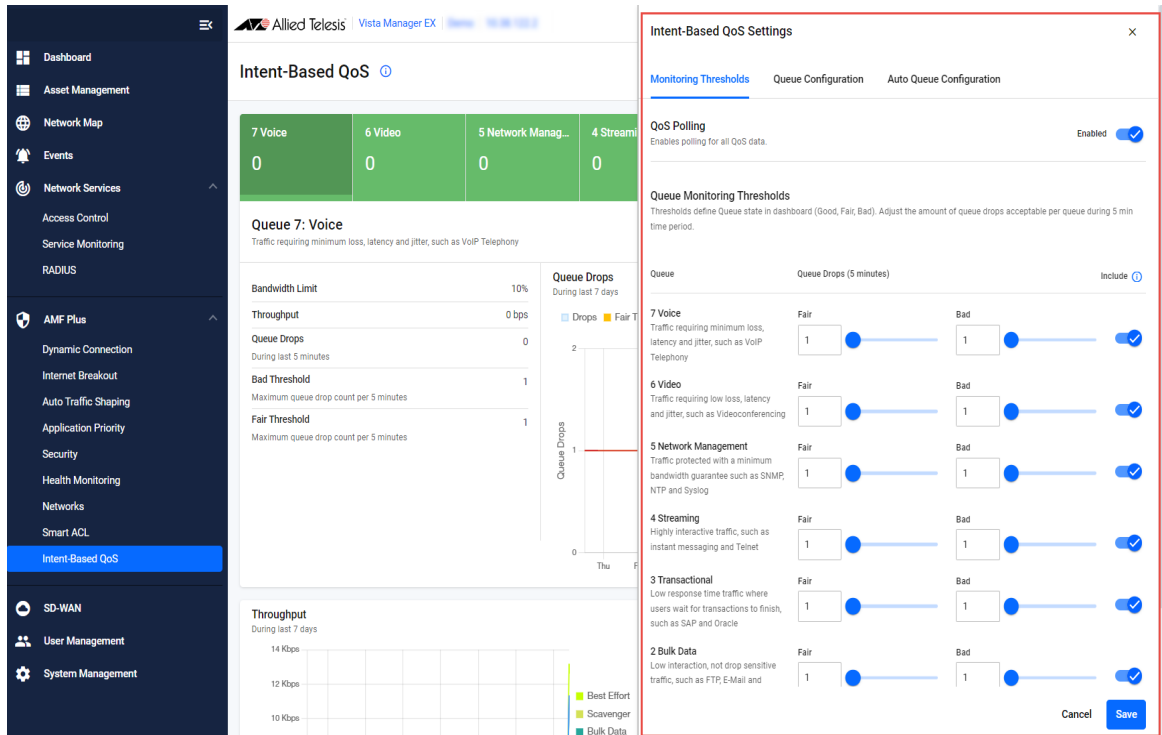 Dashboard
Asset Management
Network Map
Events
Network Services
Access Control
Service Monitoring
RADIUS
AMF Plus
Dynamic Connection
Internet Breakout
Auto Traffic Shaping
Application Priority
Security
Health Monitoring
Networks
Smart ACL
Intent-Based QoS
SD-WAN
User Management
System Management
Allied Telesis Vista Manager EX
Intent-Based QoS
7 Voice
0
6 Video
0
5 Network Manag...
0
4 Streami
0
Queue 7: Voice
Traffic requiring minimum loss, latency and jitter, such as VoIP Telephony
Bandwidth Limit 10%
Throughput 0 bps
Queue Drops 0
During last 5 minutes
Bad Threshold 1
Maximum queue drop count per 5 minutes
Fair Threshold 1
Maximum queue drop count per 5 minutes
Queue Drops
During last 7 days
Drops Fair T
2
Queue Drops
1
0
Thu F
Throughput
During last 7 days
14 Kbps
12 Kbps
10 Kbps
Best Effort
Scavenger
Bulk Data
Intent-Based QoS Settings
Monitoring Thresholds Queue Configuration Auto Queue Configuration
QoS Polling
Enables polling for all QoS data.
Enabled
Queue Monitoring Thresholds
Thresholds define Queue state in dashboard (Good, Fair, Bad). Adjust the amount of queue drops acceptable per queue during 5 min
time period.
Queue Queue Drops (5 minutes) Include
7 Voice
Traffic requiring minimum loss,
latency and jitter, such as VoIP
Telephony
Fair
1
Bad
1
6 Video
Traffic requiring low loss, latency
and jitter, such as Videoconferencing
Fair
1
Bad
1
5 Network Management
Traffic protected with a minimum
bandwidth guarantee such as SNMP,
NTP and Syslog
Fair
1
Bad
1
4 Streaming
Highly interactive traffic, such as
instant messaging and Telnet
Fair
1
Bad
1
3 Transactional
Low response time traffic where
users wait for transactions to finish,
such as SAP and Oracle
Fair
1
Bad
1
2 Bulk Data
Low interaction, not drop sensitive
traffic, such as FTP, E-Mail and
Fair
1
Bad
1
Cancel Save